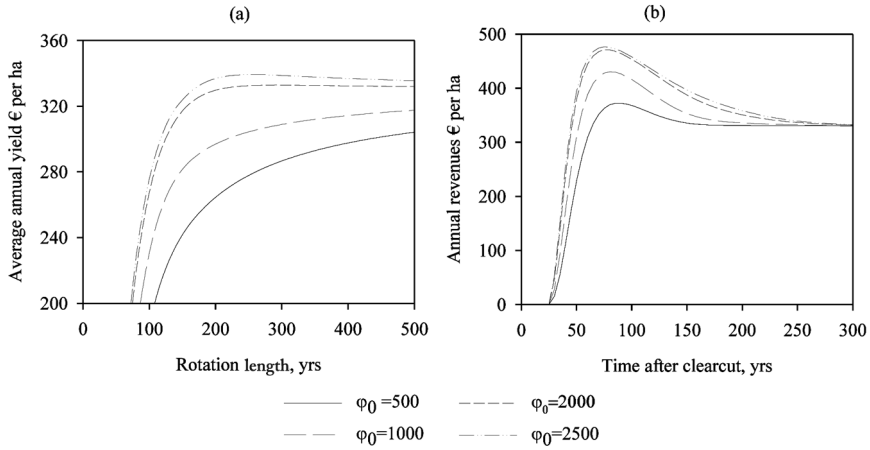 (a)
360
320
280
240
200
0
100
200
300
400
500
Average annual yield € per ha
Rotation length, yrs
(b)
500
400
300
200
100
0
0
50
100
150
200
250
300
Annual revenues € per ha
Time after clearcut, yrs
φ0 =500
φ0=2000
φ0=1000
φ0=2500